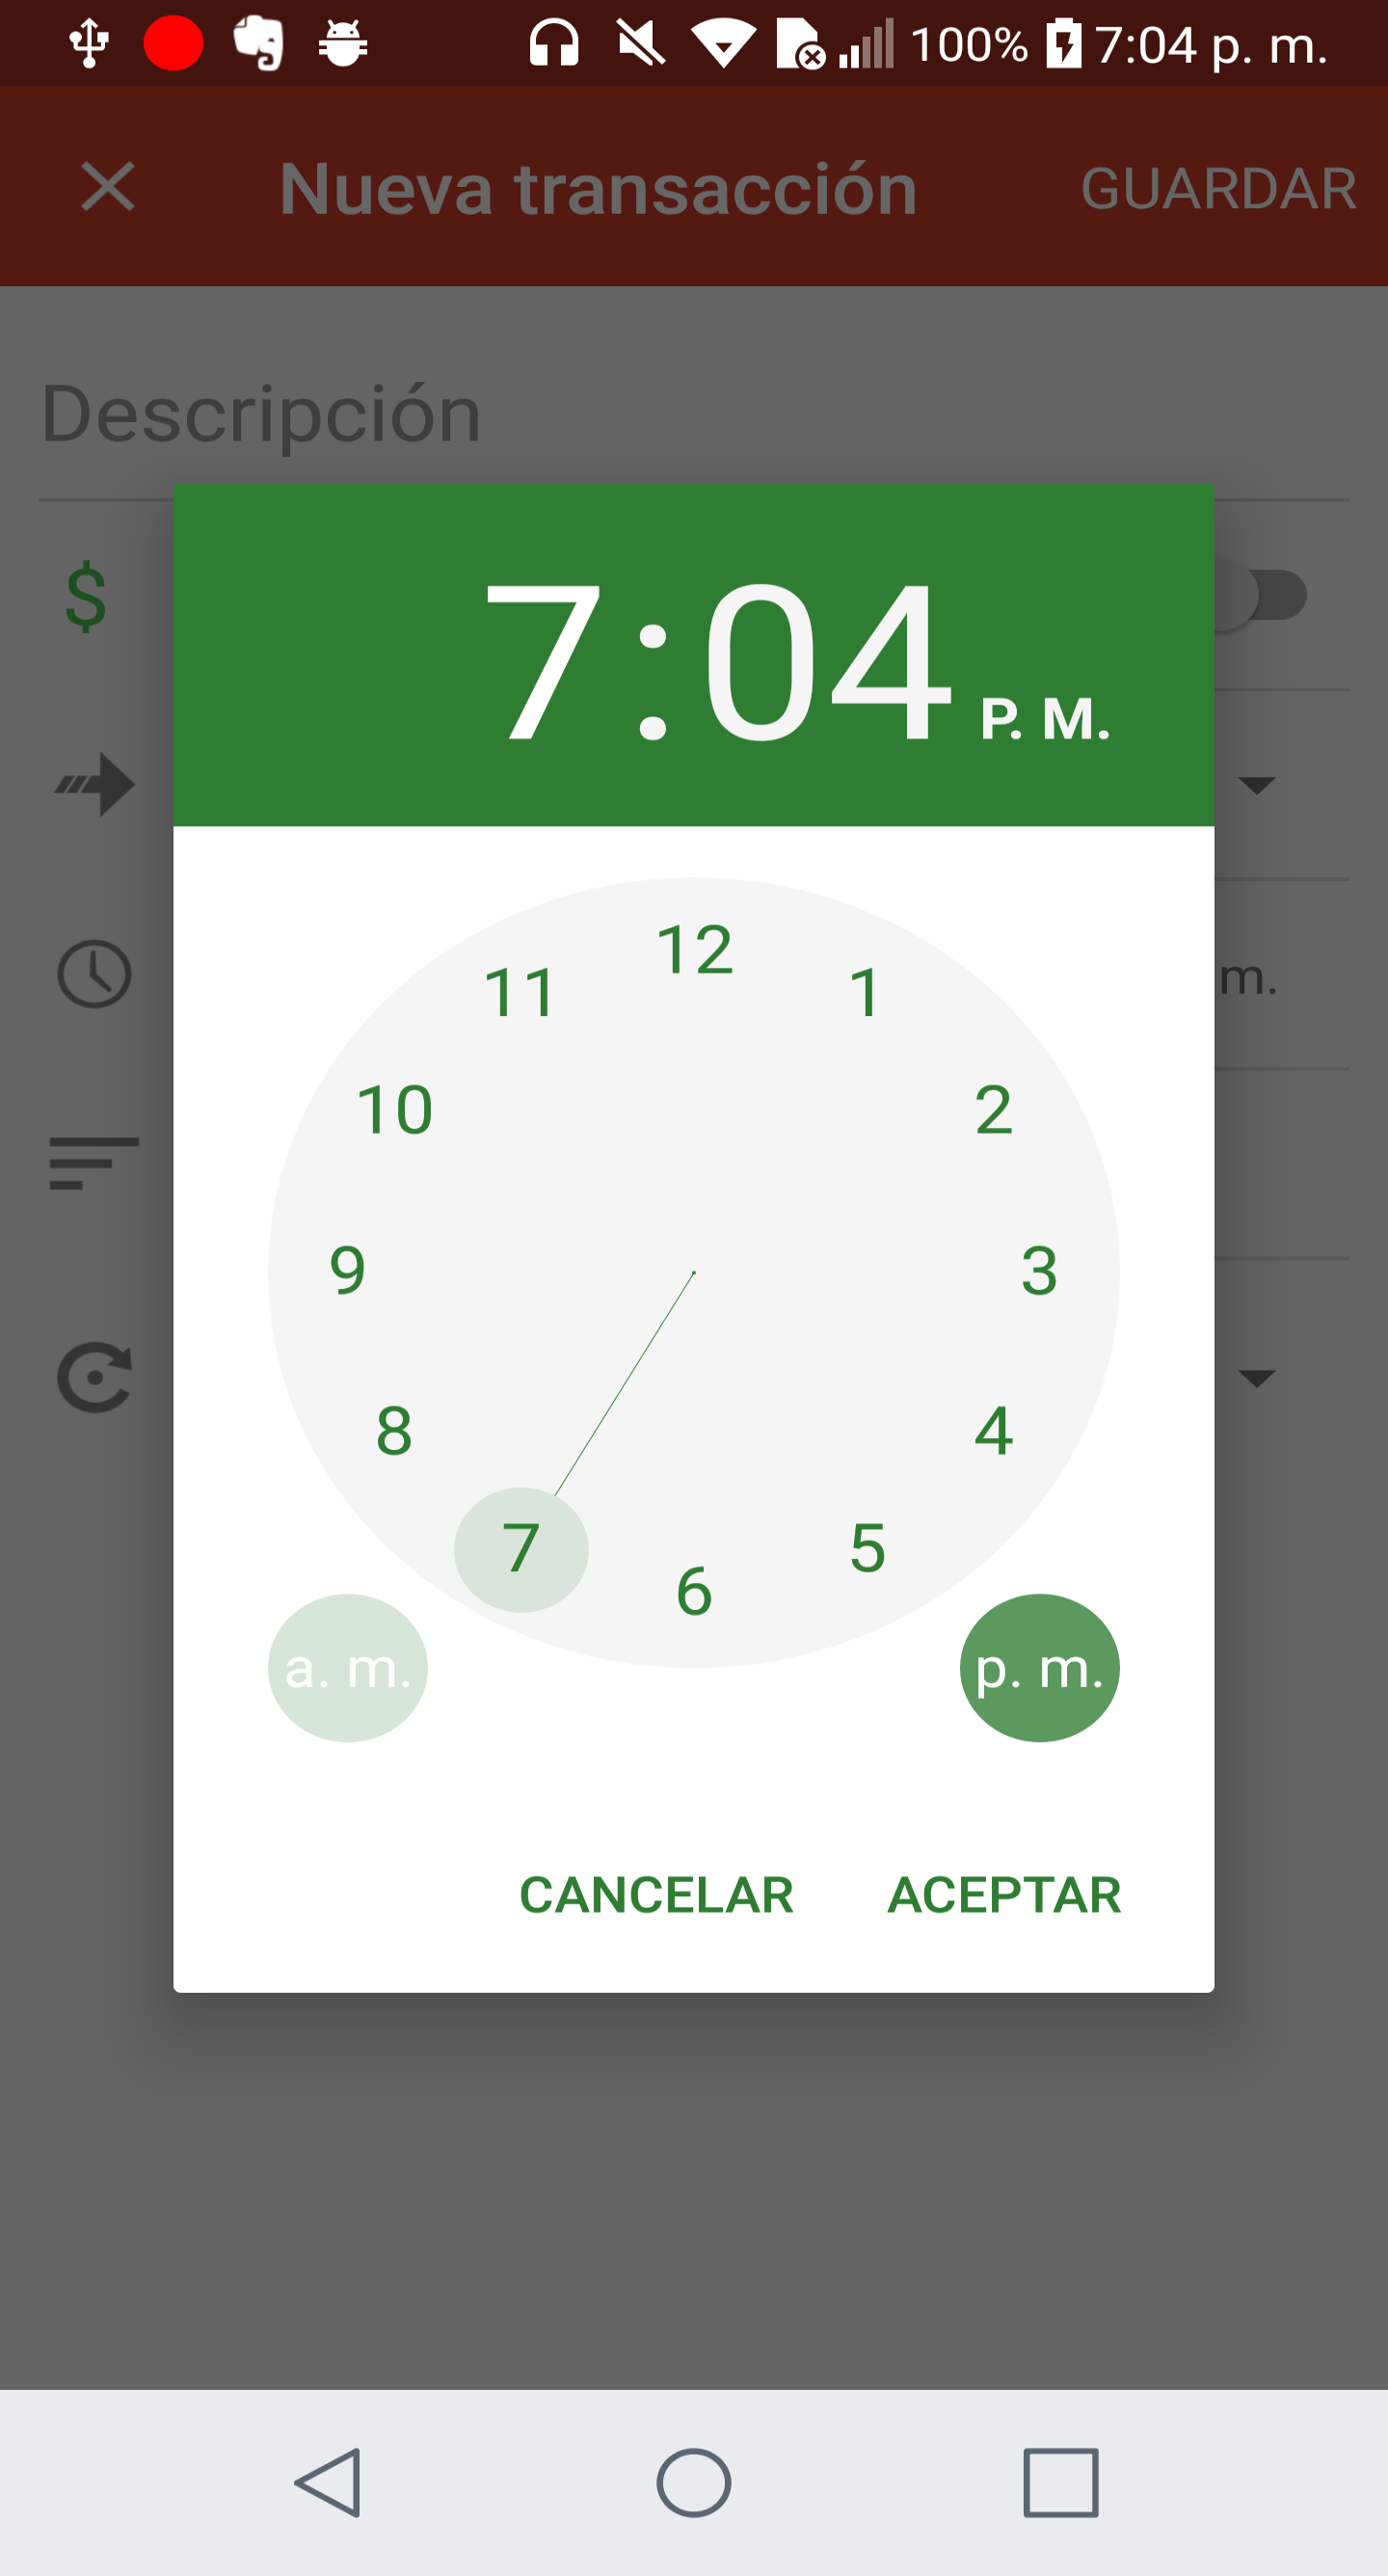 100% 7:04 p. m.
Nueva transacción GUARDAR
Descripción
$
7:04 P. M.
12
11 1
10 2
m.
9 3
8 4
7 5
6
a. m. p. m.
CANCELAR ACEPTAR